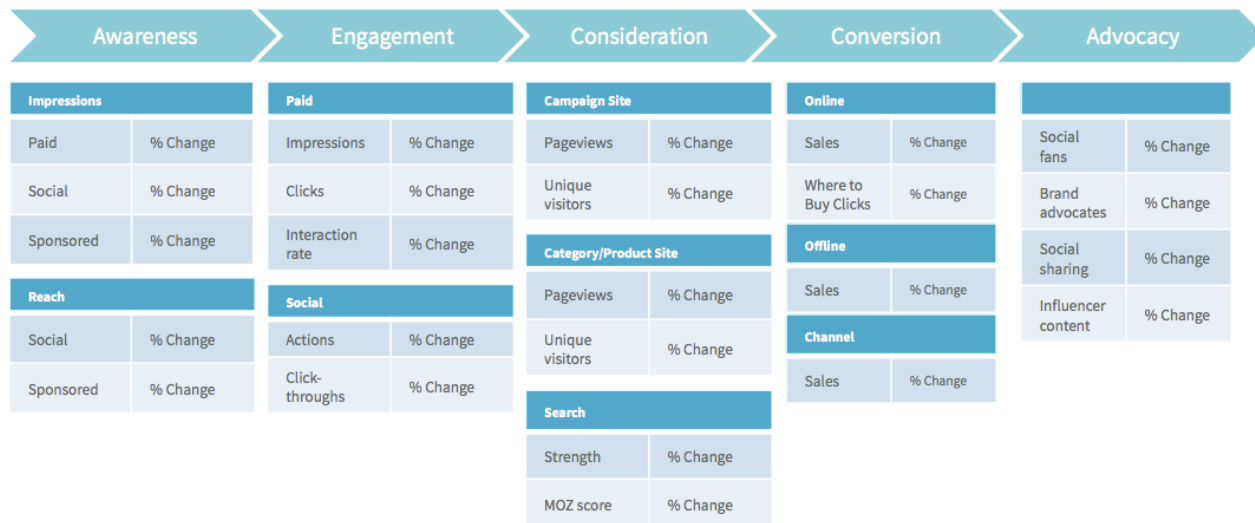 Awareness
Engagement
Consideration
Conversion
Advocacy
Impressions
Paid % Change
Social % Change
Sponsored % Change
Reach
Social % Change
Sponsored % Change
Paid
Impressions % Change
Clicks % Change
Interaction
rate % Change
Social
Actions % Change
Click-
throughs % Change
Campaign Site
Pageviews % Change
Unique
visitors % Change
Category/Product Site
Pageviews % Change
Unique
visitors % Change
Search
Strength % Change
MOZ score % Change
Online
Sales % Change
Where to
Buy Clicks % Change
Offline
Sales % Change
Channel
Sales % Change
Social
fans % Change
Brand
advocates % Change
Social
sharing % Change
Influencer
content % Change